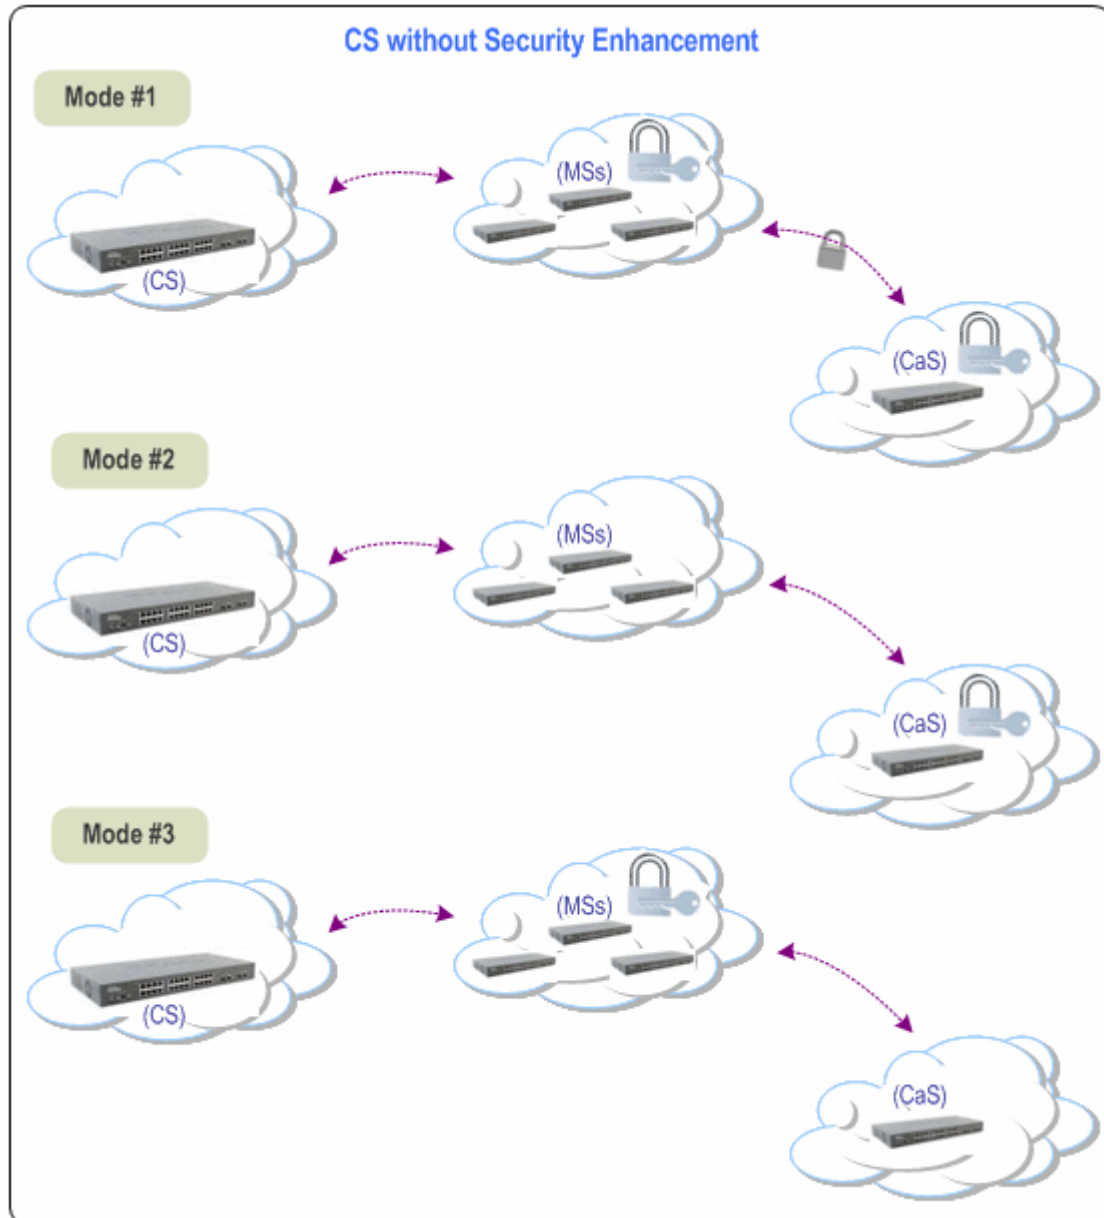 CS without Security Enhancement
Mode #1
(CS)
(MSs)
(CaS)
Mode #2
(CS)
(MSs)
(CaS)
Mode #3
(CS)
(MSs)
(CaS)